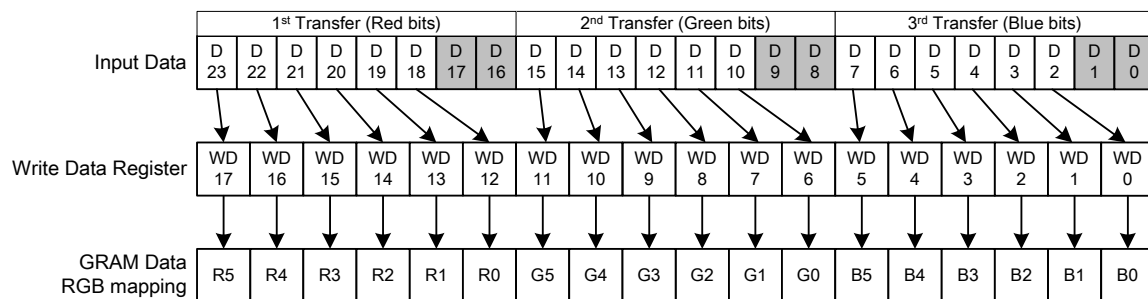 1st Transfer (Red bits) 2nd Transfer (Green bits) 3rd Transfer (Blue bits)
Input Data D 23 D 22 D 21 D 20 D 19 D 18 D 17 D 16 D 15 D 14 D 13 D 12 D 11 D 10 D 9 D 8 D 7 D 6 D 5 D 4 D 3 D 2 D 1 D 0
Write Data Register WD 17 WD 16 WD 15 WD 14 WD 13 WD 12 WD 11 WD 10 WD 9 WD 8 WD 7 WD 6 WD 5 WD 4 WD 3 WD 2 WD 1 WD 0
GRAM Data
RGB mapping R5 R4 R3 R2 R1 R0 G5 G4 G3 G2 G1 G0 B5 B4 B3 B2 B1 B0